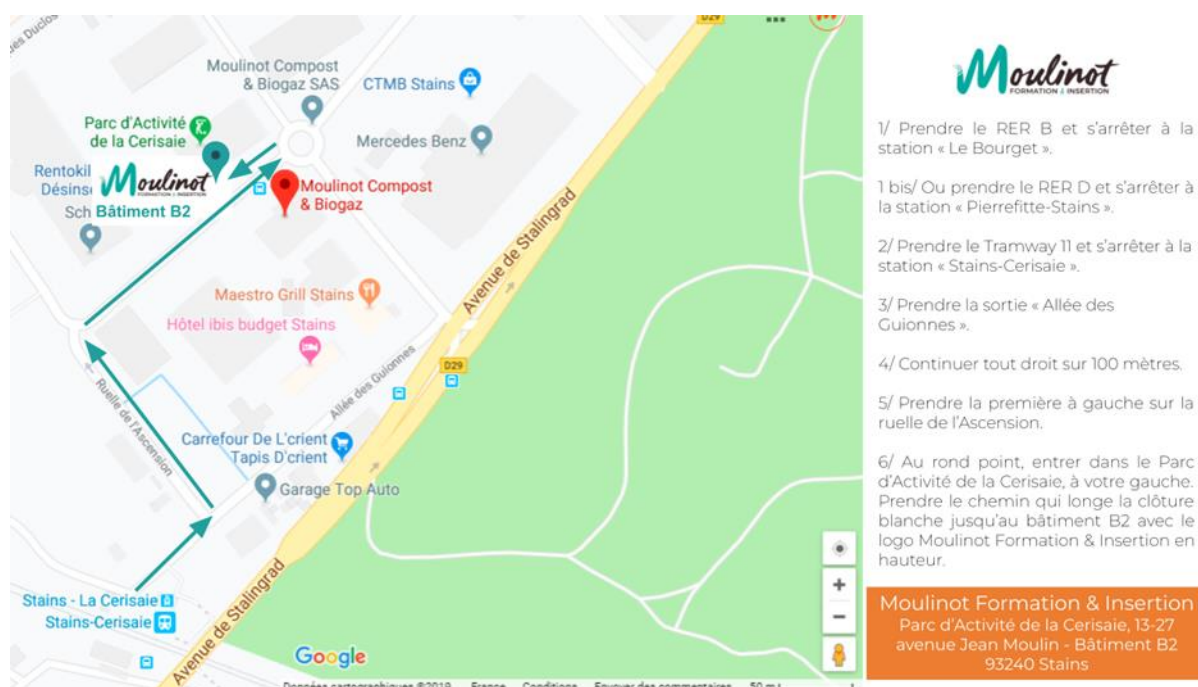 D29
Moulinot Compost
& Biogaz SAS
CTMB Stains
Parc d'Activité
de la Cerisaie
Mercedes Benz
Rentokil
Moulinot
FORMATION & INSERTION
Sch Bâtiment B2
Moulinot Compost
& Biogaz
Avenue de Stalingrad
Maestro Grill Stains
Hôtel ibis budget Stains
D29
Allée des Guionnes
Ruelle de l'Ascension
Carrefour De L'crient
Tapis D'crient
Garage Top Auto
Stains - La Cerisaie
Stains-Cerisaie
Avenue de Stalingrad
Google
Moulinot
FORMATION & INSERTION
1/ Prendre le RER B et s'arrêter à la
station « Le Bourget ».
1 bis/ Ou prendre le RER D et s'arrêter à
la station « Pierrefitte-Stains ».
2/ Prendre le Tramway 11 et s'arrêter à la
station « Stains-Cerisaie ».
3/ Prendre la sortie « Allée des
Guionnes ».
4/ Continuer tout droit sur 100 mètres.
5/ Prendre la première à gauche sur la
ruelle de l'Ascension.
6/ Au rond point, entrer dans le Parc
d'Activité de la Cerisaie, à votre gauche.
Prendre le chemin qui longe la clôture
blanche jusqu'au bâtiment B2 avec le
logo Moulinot Formation & Insertion en
hauteur.
Moulinot Formation & Insertion
Parc d'Activité de la Cerisaie, 13-27
avenue Jean Moulin - Bâtiment B2
93240 Stains